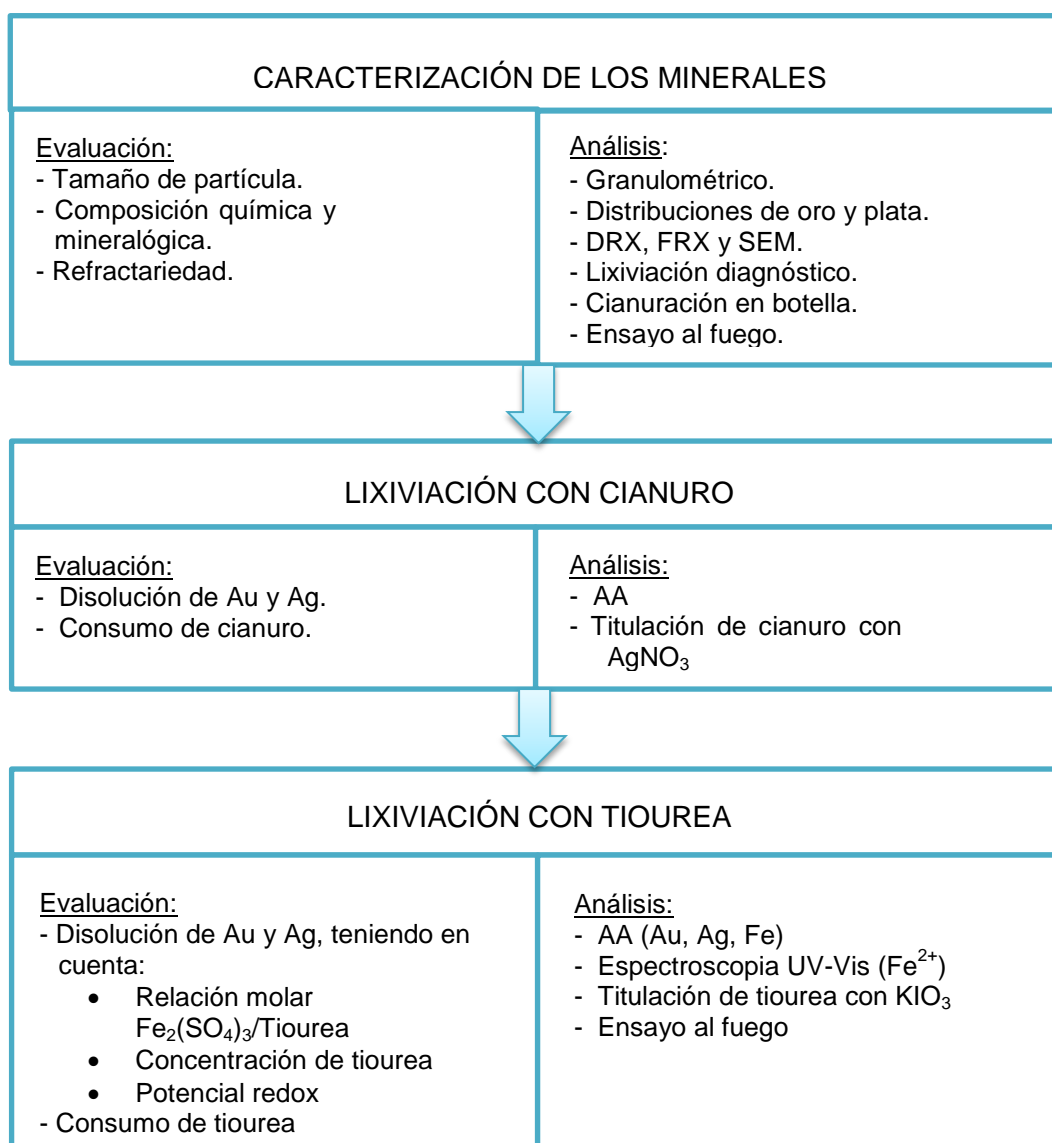 CARACTERIZACIÓN DE LOS MINERALES
Evaluación:
- Tamaño de partícula.
- Composición química y
mineralógica.
- Refractariedad.
Análisis:
- Granulométrico.
- Distribuciones de oro y plata.
- DRX, FRX y SEM.
- Lixiviación diagnóstico.
- Cianuración en botella.
- Ensayo al fuego.
LIXIVIACIÓN CON CIANURO
Evaluación:
- Disolución de Au y Ag.
- Consumo de cianuro.
Análisis:
- AA
- Titulación de cianuro con
AgNO₃
LIXIVIACIÓN CON TIOUREA
Evaluación:
- Disolución de Au y Ag, teniendo en
cuenta:
• Relación molar
Fe₂(SO₄)₃/Tiourea
• Concentración de tiourea
• Potencial redox
- Consumo de tiourea
Análisis:
- AA (Au, Ag, Fe)
- Espectroscopia UV-Vis (Fe²⁺)
- Titulación de tiourea con KIO₃
- Ensayo al fuego